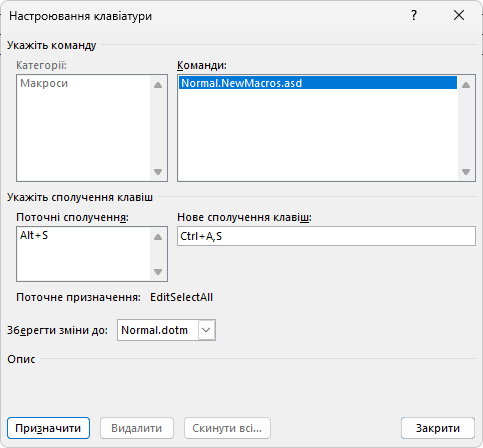 Настроювання клавіатури
?
Укажіть команду
Категорії:
Команди:
Макроси
Normal.NewMacros.asd
Укажіть сполучення клавіш
Поточні сполучення:
Нове сполучення клавіш:
Alt+S
Ctrl+A,S
Поточне призначення: EditSelectAll
Зберегти зміни до: Normal.dotm
Опис
Призначити Видалити Скинути всі... Закрити